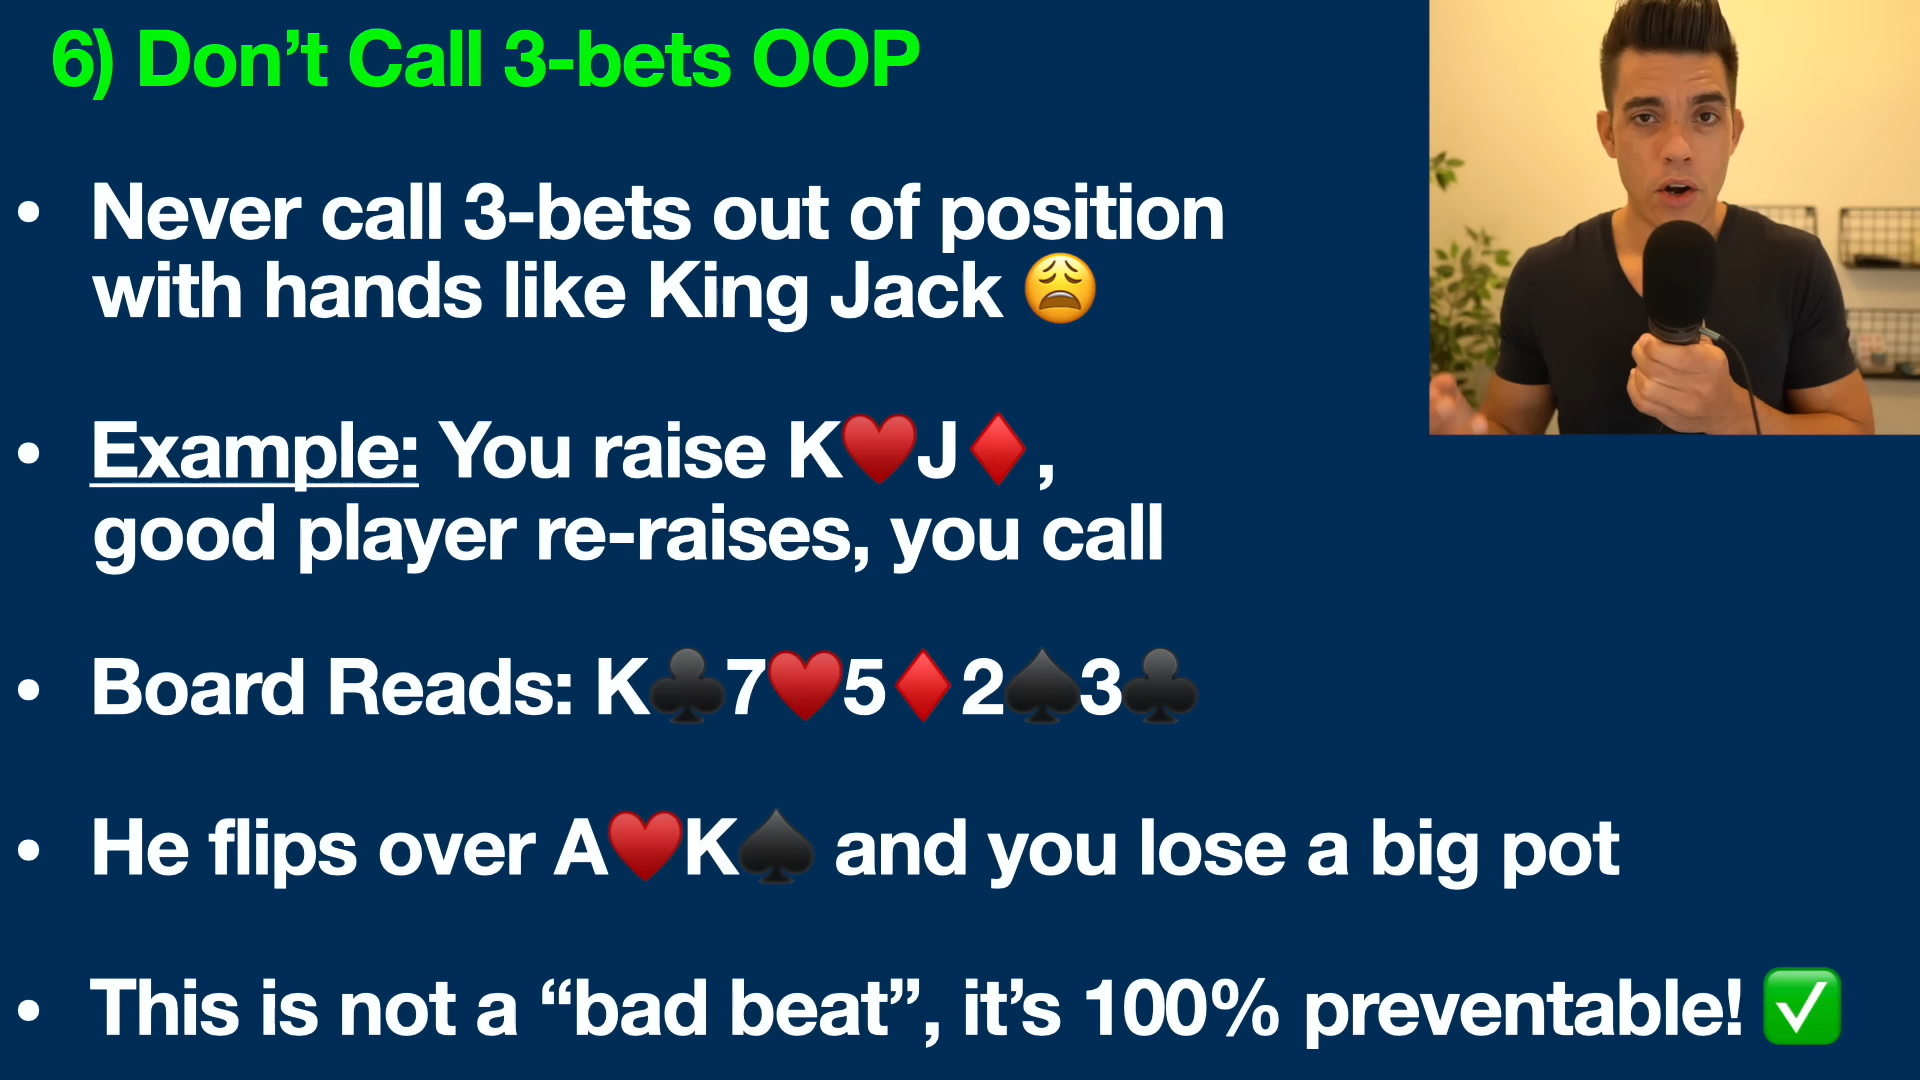 6) Don’t Call 3-bets OOP
• Never call 3-bets out of position
with hands like King Jack 😩
• Example: You raise K♥️J♦️,
good player re-raises, you call
• Board Reads: K♣️7♥️5♦️2♠️3♣️
• He flips over A♥️K♠️ and you lose a big pot
• This is not a “bad beat”, it’s 100% preventable! ✅